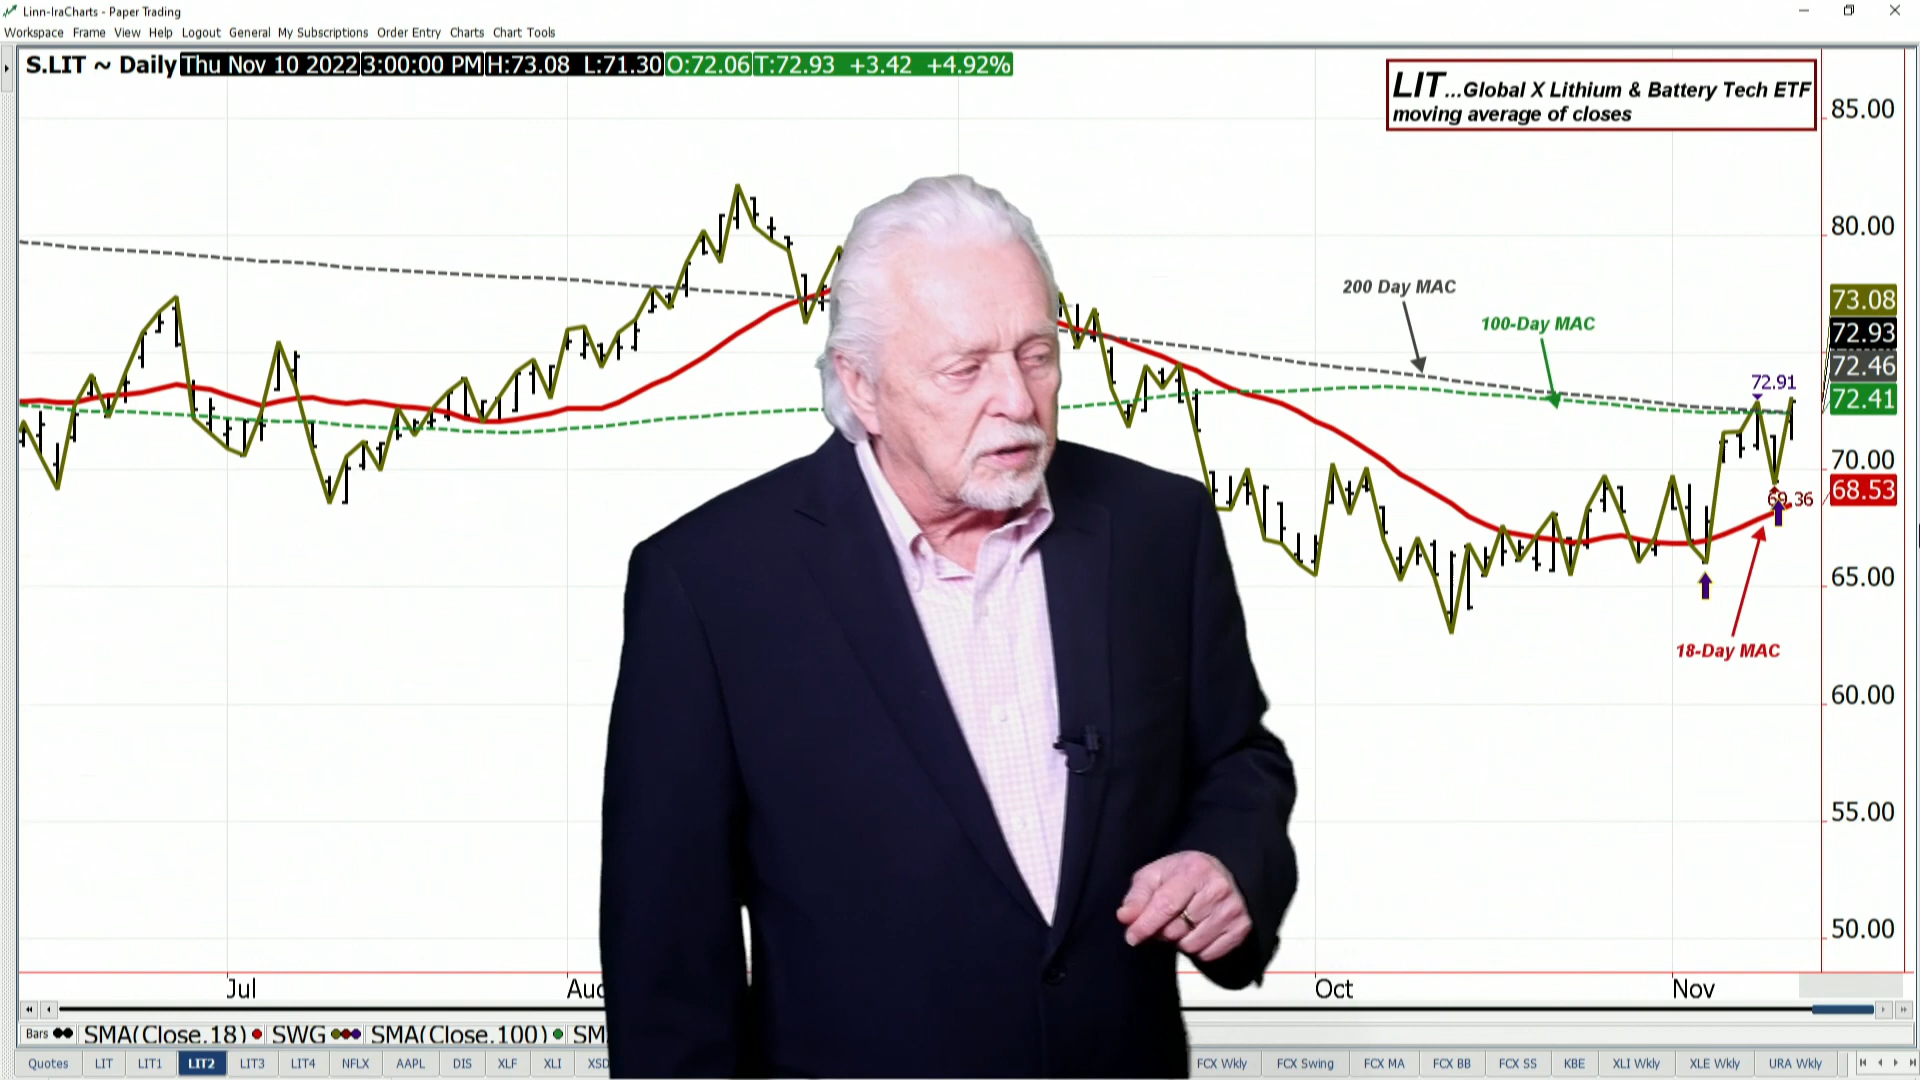 Linn-IraCharts - Paper Trading
Workspace Frame View Help Logout General My Subscriptions Order Entry Charts Chart Tools
S.LIT ~ Daily Thu Nov 10 2022 3:00:00 PM H:73.08 L:71.30 O:72.06 T:72.93 +3.42 +4.92%
LIT...Global X Lithium & Battery Tech ETF
moving average of closes
85.00
80.00
200 Day MAC
73.08
100-Day MAC
72.93
72.46
72.91
72.41
70.00
68.53
69.36
65.00
18-Day MAC
60.00
55.00
50.00
Jul
Oct
Nov
Bars SMA(Close,18) SWG SMA(Close,100)
Quotes LIT LIT1 LIT2 LIT3 LIT4 NFLX AAPL DIS XLF XLI XSD FCX Wkly FCX Swing FCX MA FCX BB FCX SS KBE XLI Wkly XLE Wkly URA Wkly